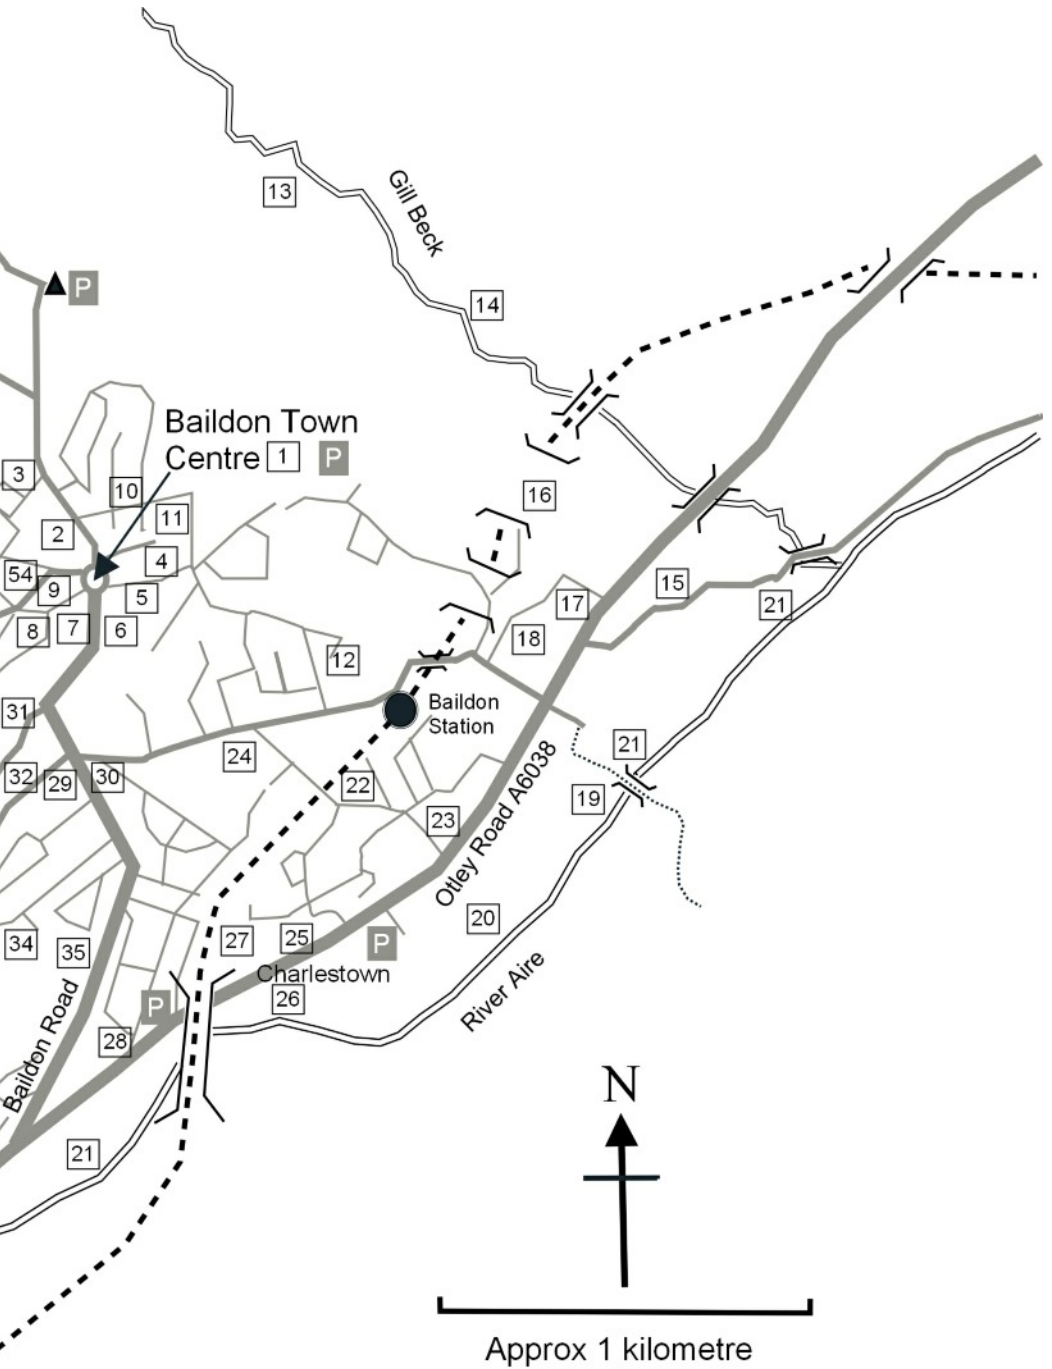 13
Gill Beck
14
P
Baildon Town
Centre
1
P
3
10
16
11
2
4
54
9
5
15
17
21
8
7
6
18
12
31
Baildon
Station
24
21
32
29
30
22
19
23
Otley Road A6038
20
34
35
27
25
P
Charlestown
26
River Aire
P
28
Baildon Road
21
N
Approx 1 kilometre